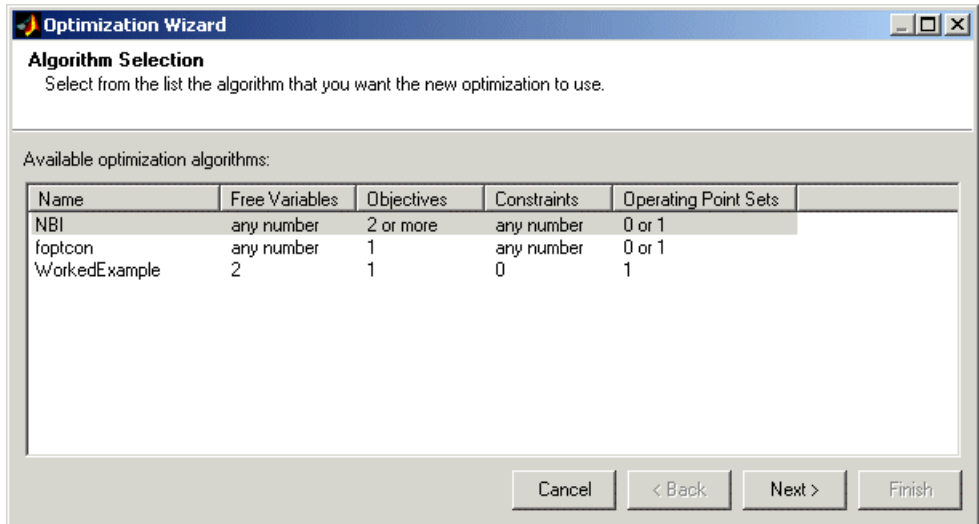 Optimization Wizard
Algorithm Selection
Select from the list the algorithm that you want the new optimization to use.
Available optimization algorithms:
Name Free Variables Objectives Constraints Operating Point Sets
NBI any number 2 or more any number 0 or 1
foptcon any number 1 any number 0 or 1
WorkedExample 2 1 0 1
Cancel < Back Next > Finish